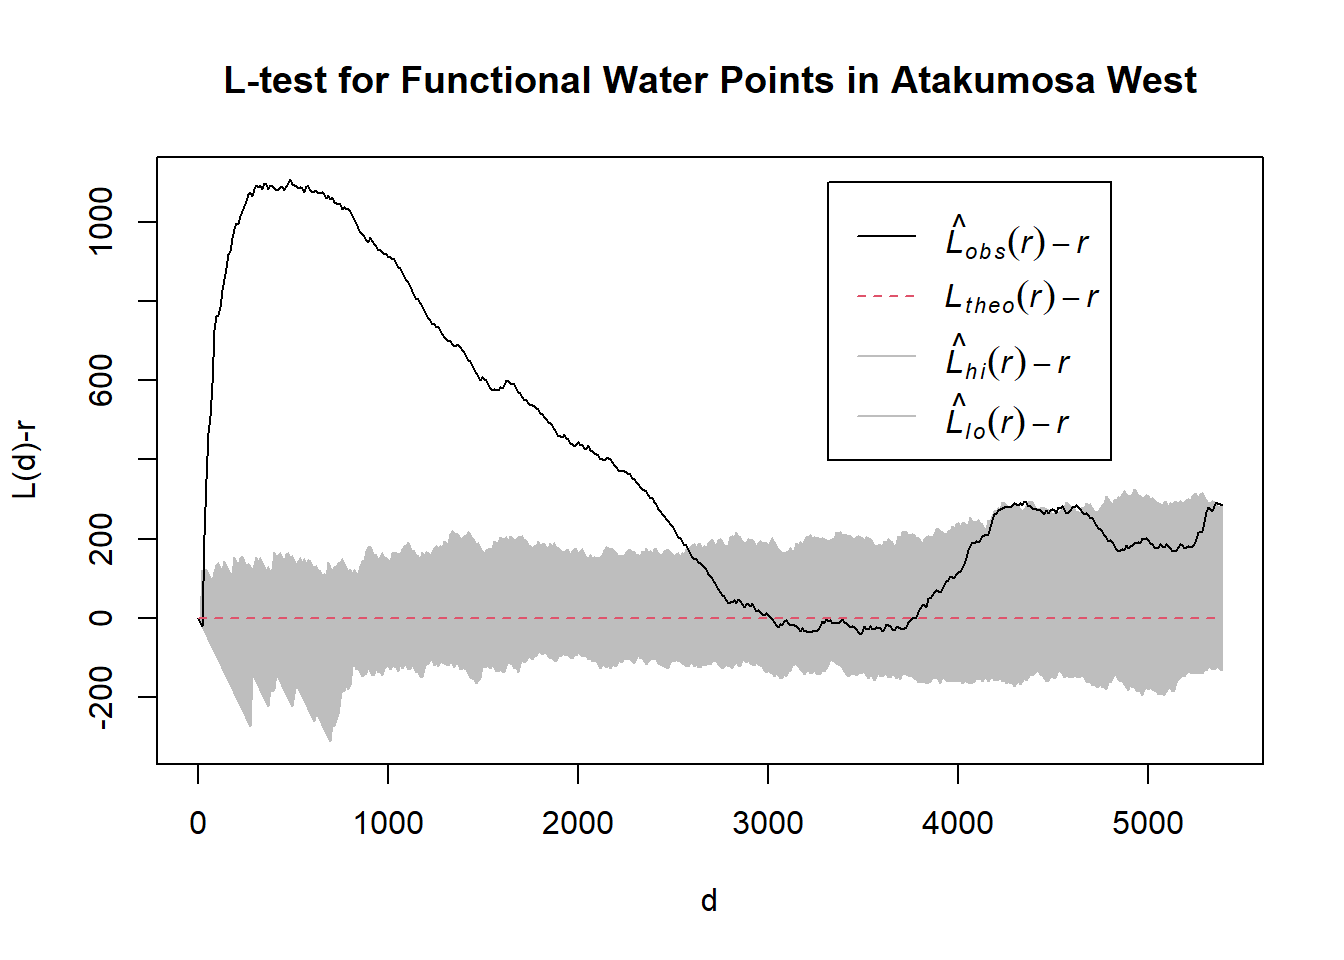 L-test for Functional Water Points in Atakumosa West
L(d)-r
1000
600
200
0
-200
L̂obs(r) − r
Ltheo(r) − r
L̂hi(r) − r
L̂lo(r) − r
0 1000 2000 3000 4000 5000
d